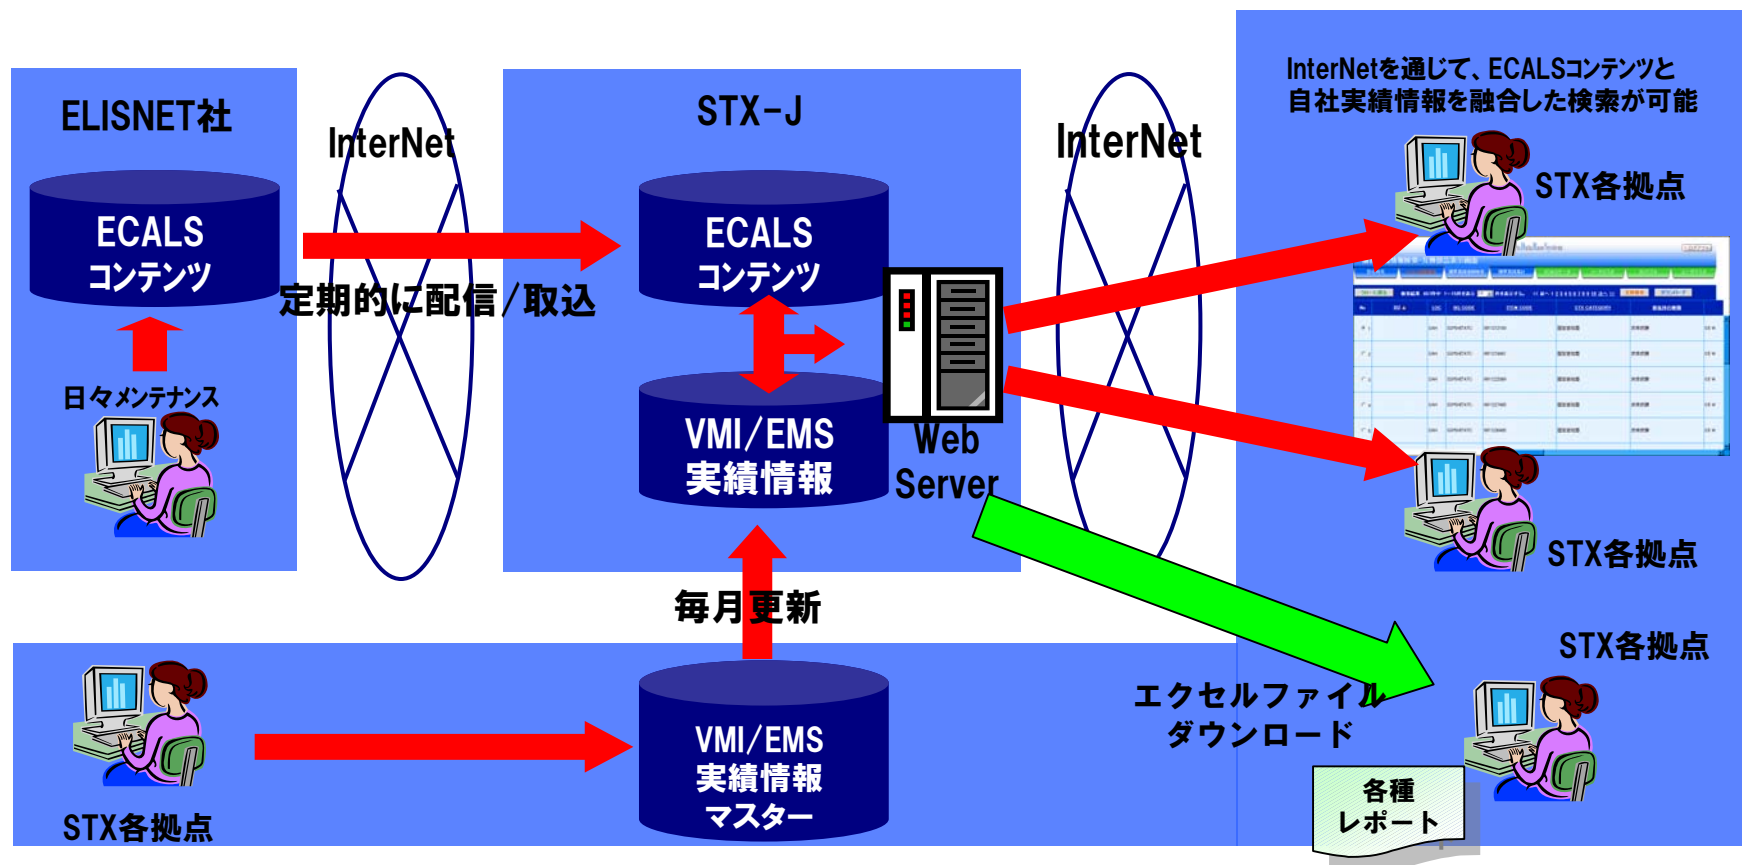 ELISNET社
ECALS
コンテンツ
日々メンテナンス
InterNet
定期的に配信/取込
STX-J
ECALS
コンテンツ
VMI/EMS
実績情報
Web
Server
毎月更新
InterNet
InterNetを通じて、ECALSコンテンツと
自社実績情報を融合した検索が可能
STX各拠点
STX各拠点
STX各拠点
エクセルファイル
ダウンロード
各種
レポート
STX各拠点
VMI/EMS
実績情報
マスター